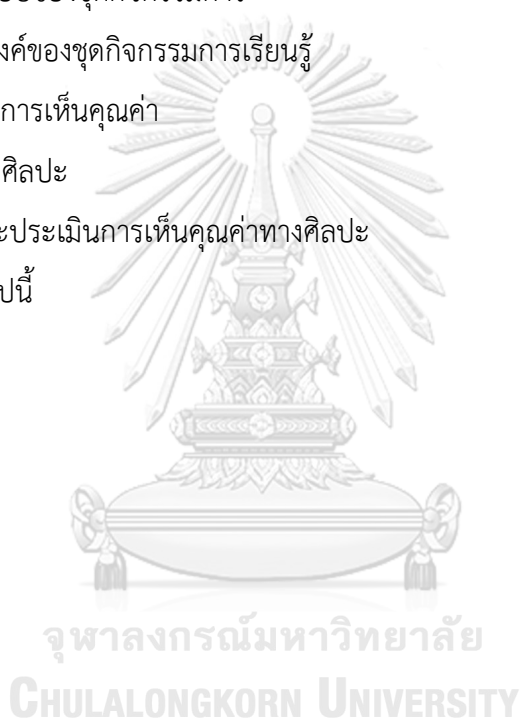 งค์ของชุดกิจกรรมการเรียนรู้
การเห็นคุณค่า
ศิลปะ
ะประเมินการเห็นคุณค่าทางศิลปะ
ปนี้
จุฬาลงกรณ์มหาวิทยาลัย
CHULALONGKORN UNIVERSITY